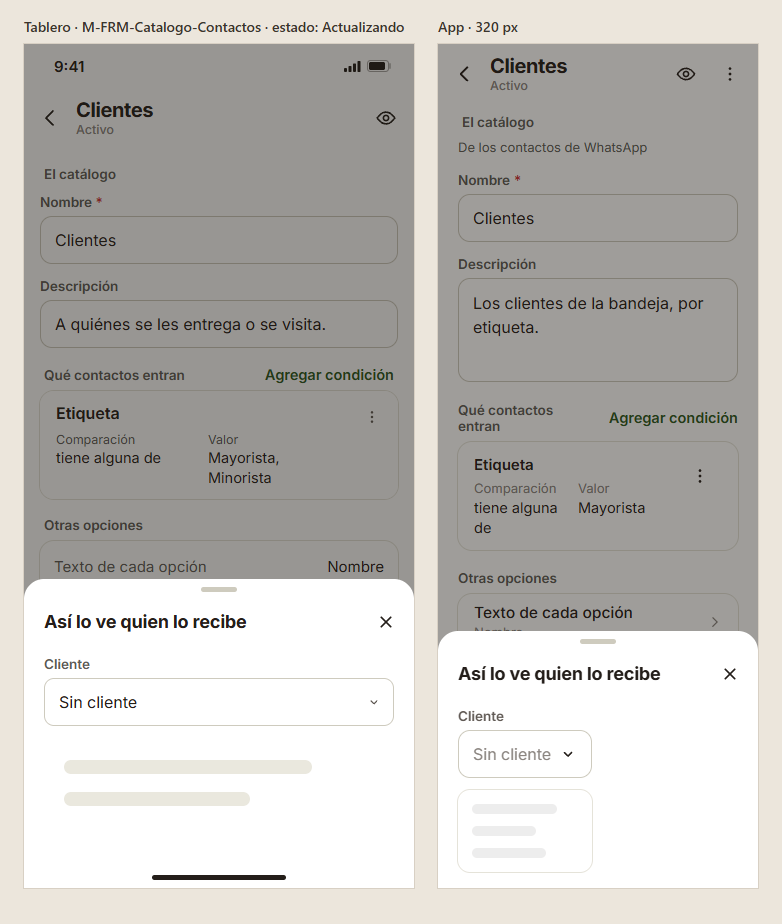 Tablero · M-FRM-Catalogo-Contactos · estado: Actualizando
9:41
Clientes
Activo
El catálogo
Nombre *
Clientes
Descripción
A quiénes se les entrega o se visita.
Qué contactos entran
Agregar condición
Etiqueta
Comparación
Valor
tiene alguna de
Mayorista,
Minorista
Otras opciones
Texto de cada opción
Nombre
Así lo ve quien lo recibe
Cliente
Sin cliente
App · 320 px
Clientes
Activo
El catálogo
De los contactos de WhatsApp
Nombre *
Clientes
Descripción
Los clientes de la bandeja, por
etiqueta.
Qué contactos
entran
Agregar condición
Etiqueta
Comparación
Valor
tiene alguna
de
Mayorista
Otras opciones
Texto de cada opción
Nombre
Así lo ve quien lo recibe
Cliente
Sin cliente